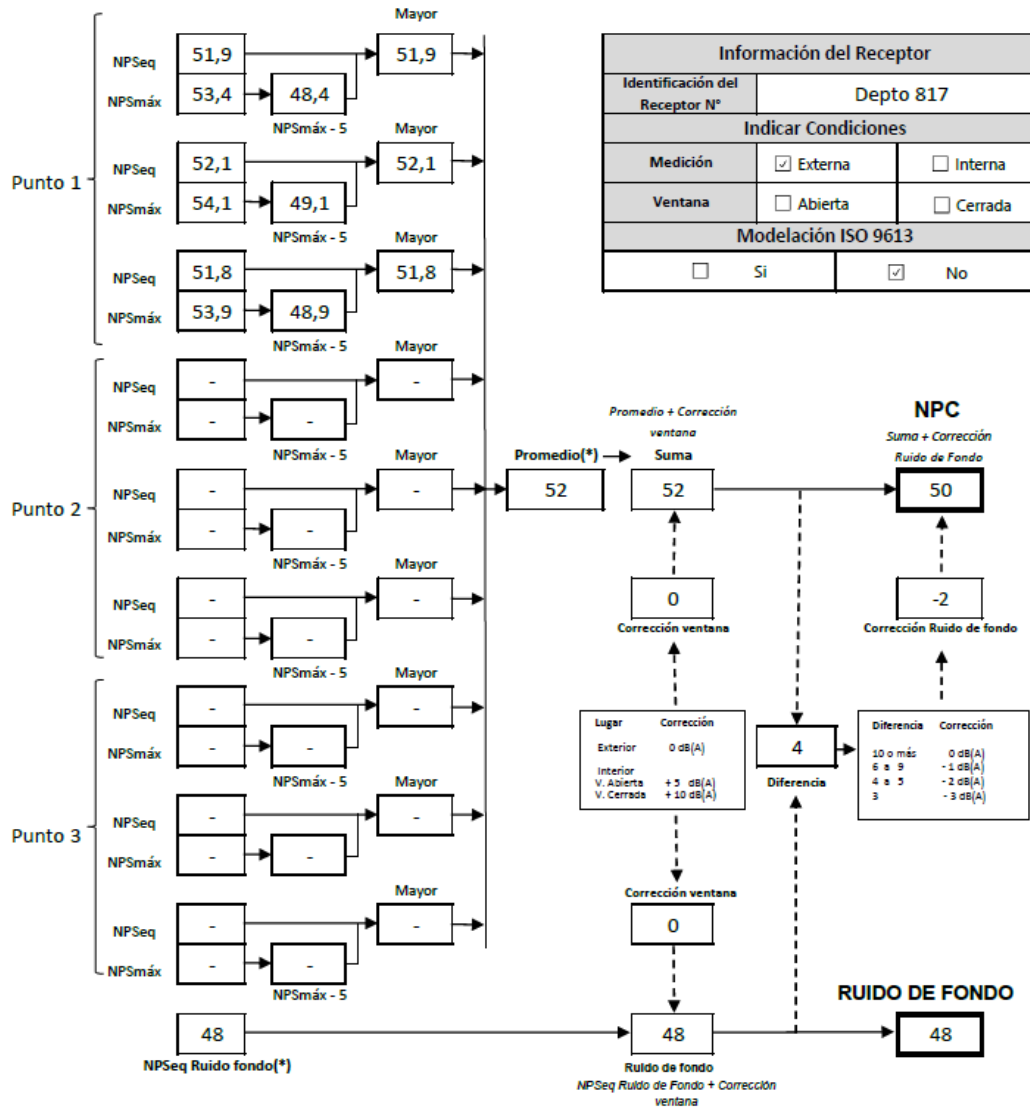 Mayor
NPSeq 51,9 51,9
NPSmáx 53,4 48,4
NPSmáx - 5
Mayor
Punto 1
NPSeq 52,1 52,1
NPSmáx 54,1 49,1
NPSmáx - 5
Mayor
NPSeq 51,8 51,8
NPSmáx 53,9 48,9
NPSmáx - 5
Información del Receptor
Identificación del Receptor N° Depto 817
Indicar Condiciones
Medición ☑ Externa ☐ Interna
Ventana ☐ Abierta ☐ Cerrada
Modelación ISO 9613
☐ Si ☑ No
Mayor
NPSeq - -
NPSmáx - -
NPSmáx - 5
Mayor
Punto 2
NPSeq - -
NPSmáx - -
NPSmáx - 5
Mayor
NPSeq - -
NPSmáx - -
NPSmáx - 5
Mayor
NPSeq - -
NPSmáx - -
NPSmáx - 5
Mayor
Punto 3
NPSeq - -
NPSmáx - -
Mayor
NPSeq - -
NPSmáx - -
NPSmáx - 5
Promedio(*)
52
Promedio + Corrección
ventana
Suma
52
NPC
Suma + Corrección
Ruido de Fondo
50
0
Corrección ventana
-2
Corrección Ruido de fondo
Lugar Corrección
Exterior 0 dB(A)
Interior
V. Abierta + 5 dB(A)
V. Cerrada + 10 dB(A)
4
Diferencia
Diferencia Corrección
10 o más 0 dB(A)
6 a 9 - 1 dB(A)
4 a 5 - 2 dB(A)
3 - 3 dB(A)
Corrección ventana
0
48
NPSeq Ruido fondo(*)
48
Ruido de fondo
NPSeq Ruido de Fondo + Corrección
ventana
RUIDO DE FONDO
48